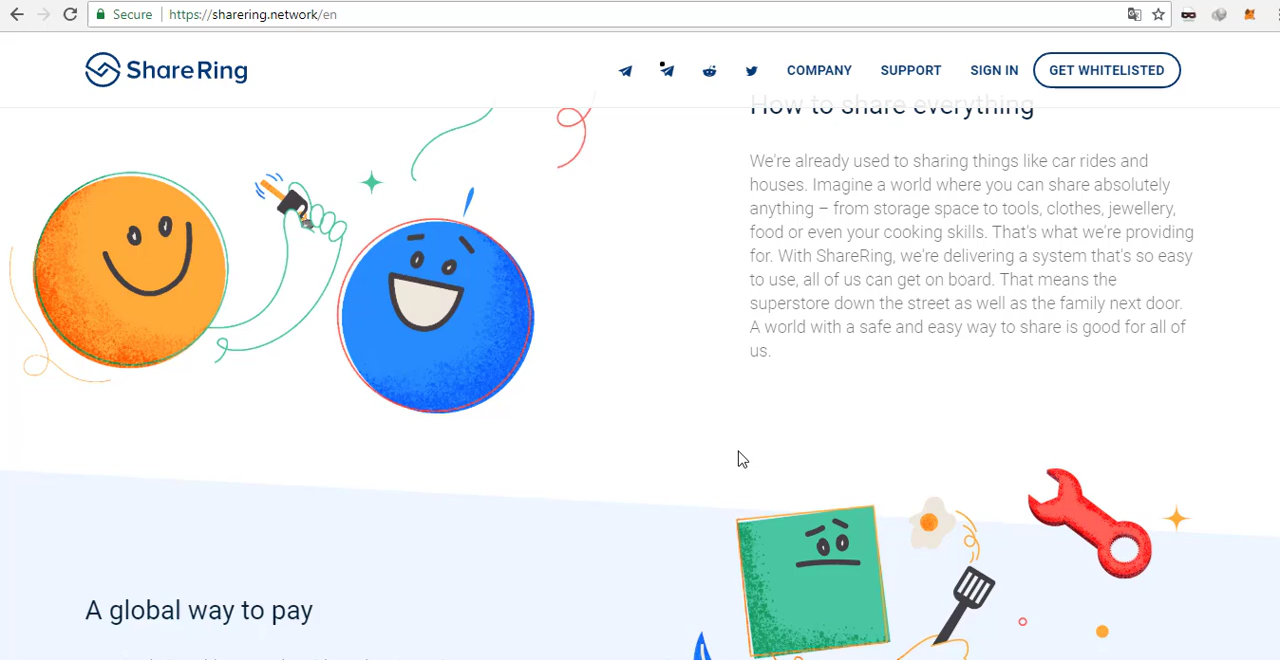 Secure https://sharering.network/en
ShareRing
COMPANY
SUPPORT
SIGN IN
GET WHITELISTED
How to share everything
We're already used to sharing things like car rides and
houses. Imagine a world where you can share absolutely
anything – from storage space to tools, clothes, jewellery,
food or even your cooking skills. That's what we're providing
for. With ShareRing, we're delivering a system that's so easy
to use, all of us can get on board. That means the
superstore down the street as well as the family next door.
A world with a safe and easy way to share is good for all of
us.
A global way to pay